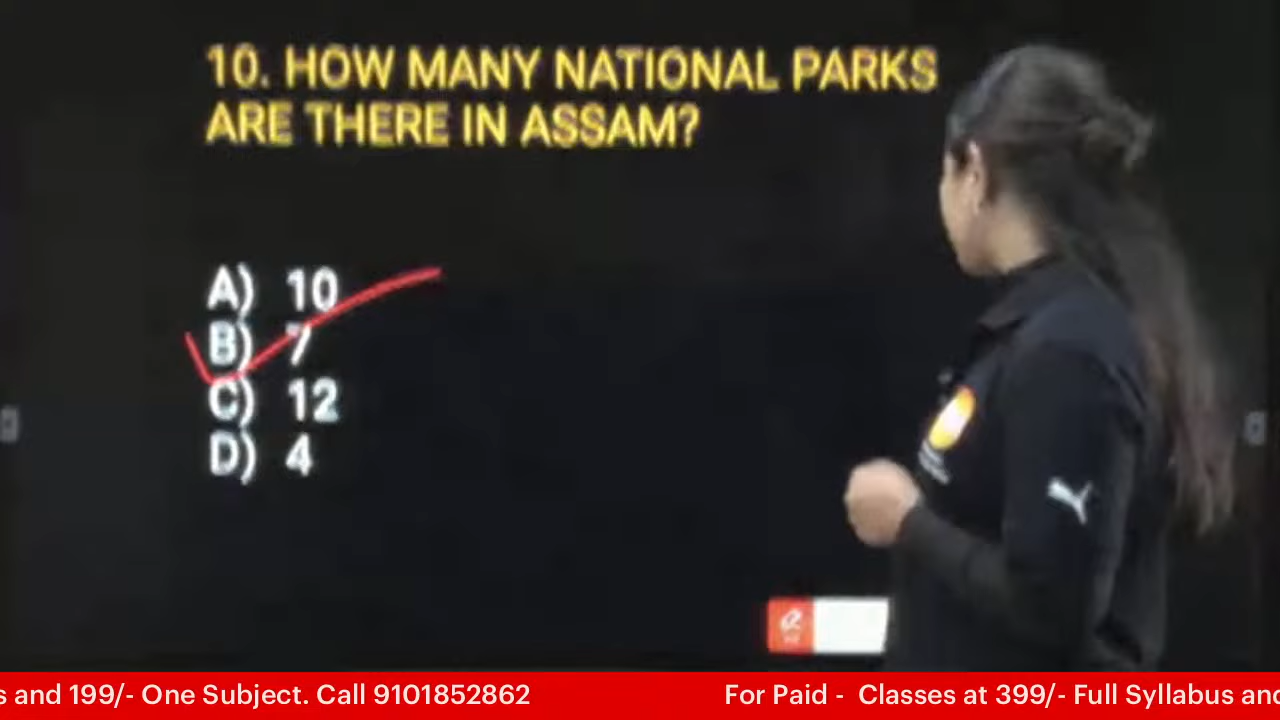 10. HOW MANY NATIONAL PARKS
ARE THERE IN ASSAM?
A) 10
B) 7
C) 12
D) 4
s and 199/- One Subject. Call 9101852862
For Paid - Classes at 399/- Full Syllabus and